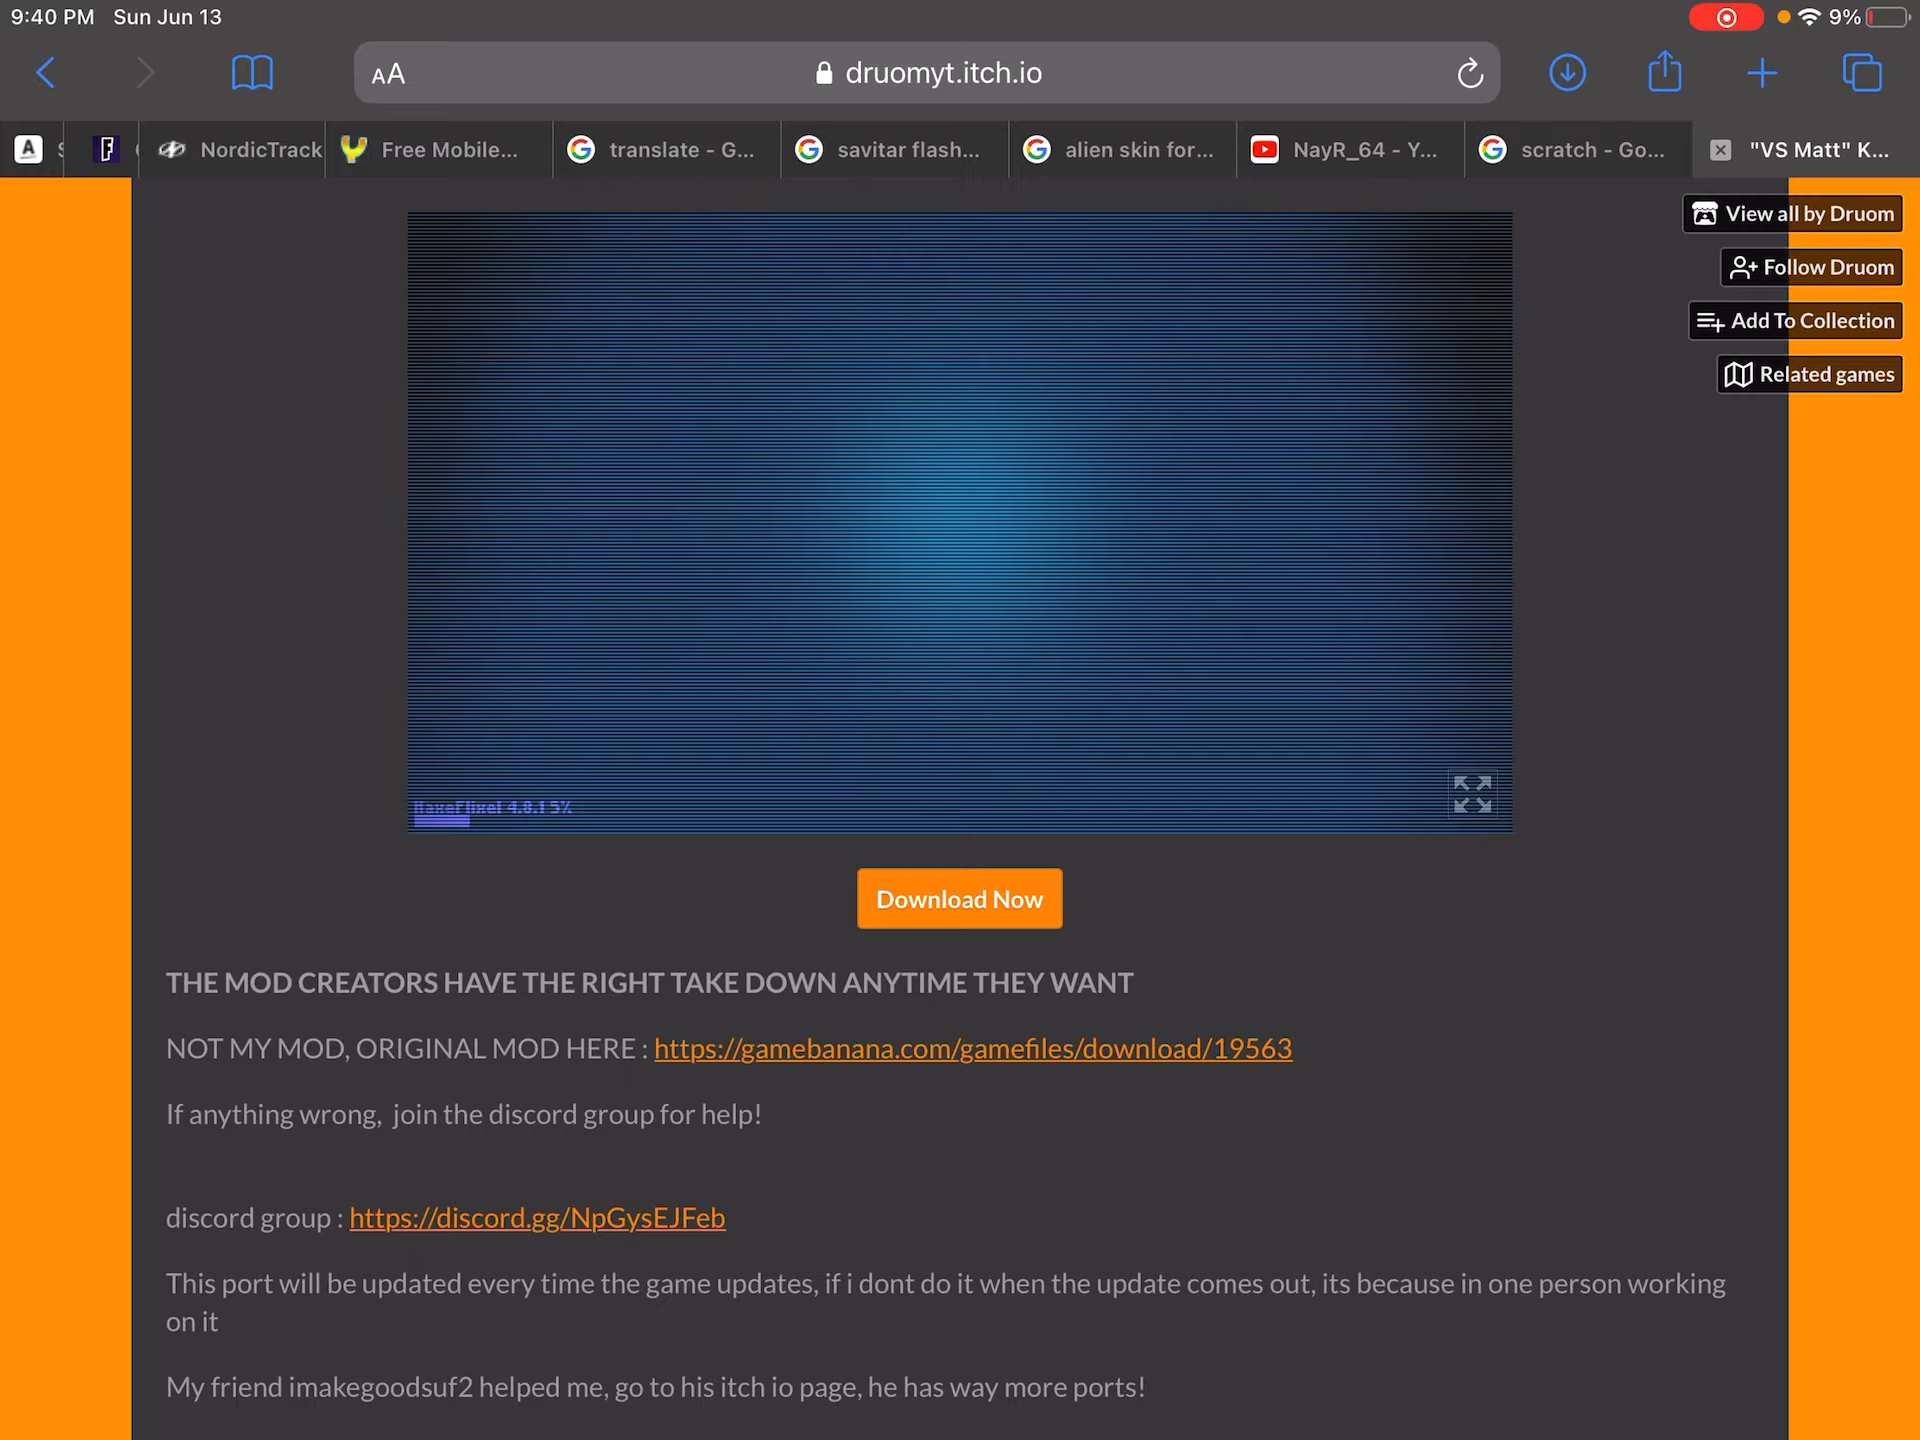 9:40 PM Sun Jun 13
9%
AA
druomyt.itch.io
A
F
NordicTrack
Free Mobile...
translate - G...
savitar flash...
alien skin for...
NayR_64 - Y...
scratch - Go...
"VS Matt" K...
View all by Druom
Follow Druom
Add To Collection
Related games
HaxeFlixel 4.8.1 5%
Download Now
THE MOD CREATORS HAVE THE RIGHT TAKE DOWN ANYTIME THEY WANT
NOT MY MOD, ORIGINAL MOD HERE : https://gamebanana.com/gamefiles/download/19563
If anything wrong, join the discord group for help!
discord group : https://discord.gg/NpGysEJFeb
This port will be updated every time the game updates, if i dont do it when the update comes out, its because in one person working
on it
My friend imakegoodsuf2 helped me, go to his itch io page, he has way more ports!